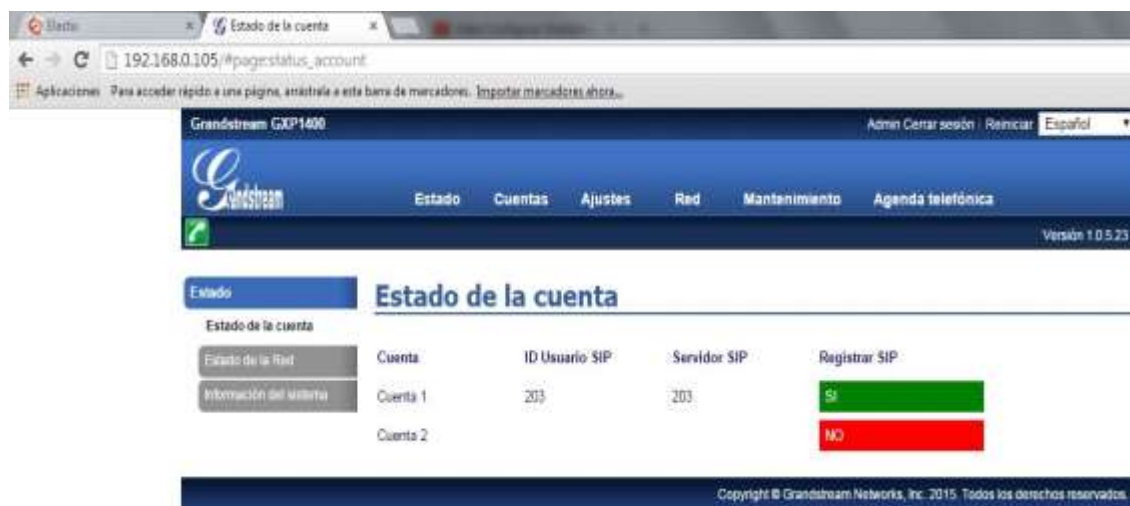 Elastix
Estado de la cuenta
192.168.0.105/#page:status_account
Aplicaciones Para acceder rápido a una página, arrástrala a esta barra de marcadores. Importar marcadores ahora...
Grandstream GXP1400
Admin Cerrar sesión Reiniciar Español
Grandstream
Estado Cuentas Ajustes Red Mantenimiento Agenda telefónica
Versión 1.0.5.23
Estado
Estado de la cuenta
Estado de la cuenta
Estado de la Red
Información del sistema
Cuenta ID Usuario SIP Servidor SIP Registrar SIP
Cuenta 1 203 203 SI
Cuenta 2 NO
Copyright © Grandstream Networks, Inc. 2015. Todos los derechos reservados.